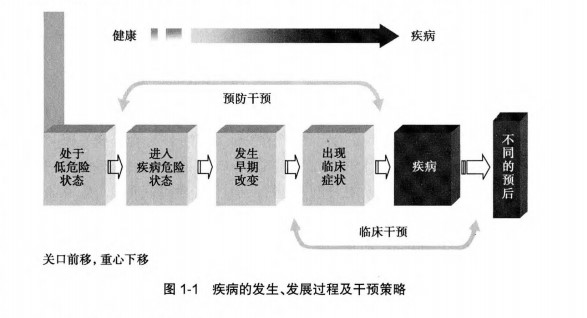 健康
疾病
预防干预
处于
低危险
状态
进入
疾病危险
状态
发生
早期
改变
出现
临床
症状
疾病
不同的预后
临床干预
关口前移，重心下移
图 1-1 疾病的发生、发展过程及干预策略